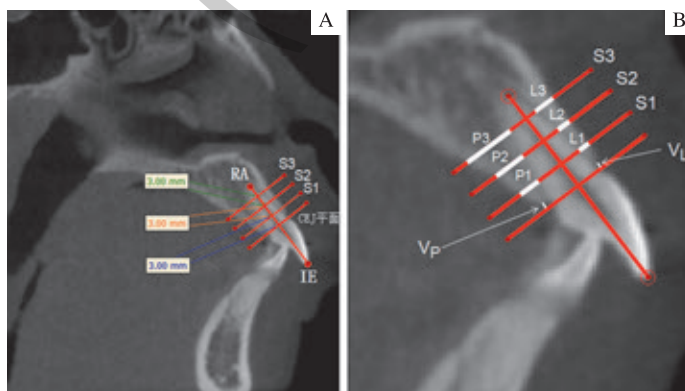 A
RA
S3
S2
S1
3.00 mm
3.00 mm
3.00 mm
CEJ平面
IE
B
S3
S2
S1
L3
L2
L1
P3
P2
P1
VL
VP